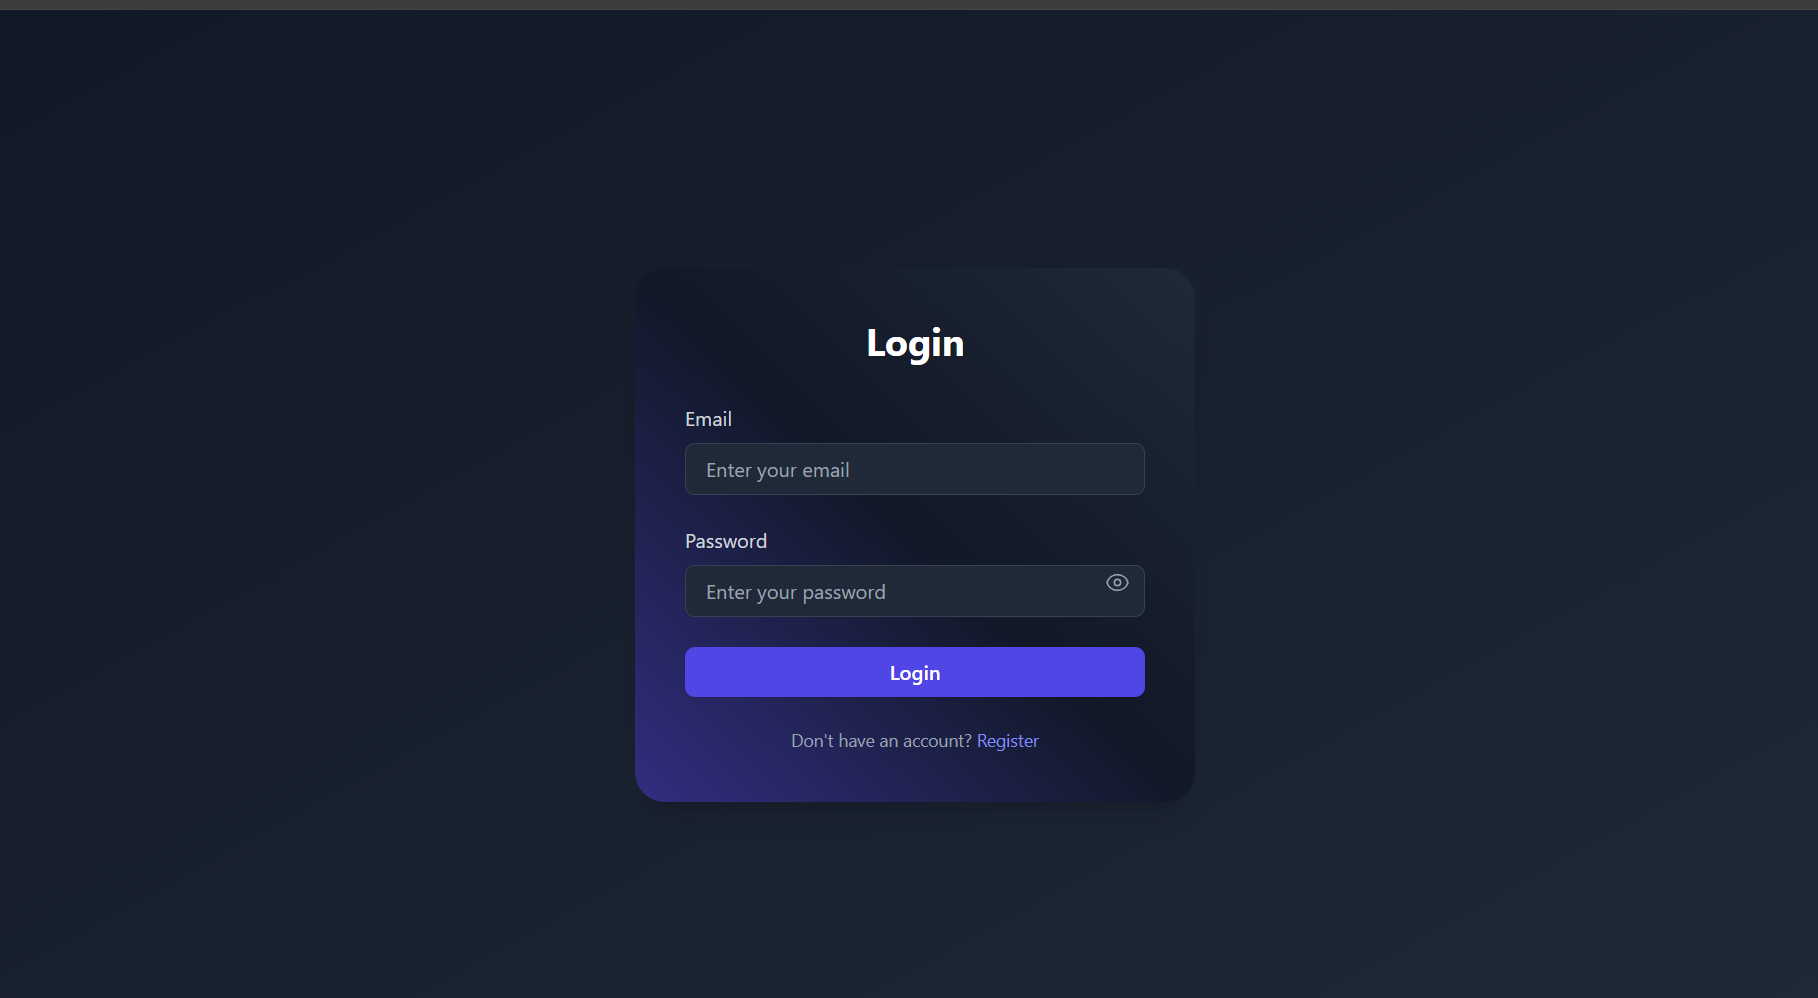 Login
Email
Enter your email
Password
Enter your password
Login
Don't have an account? Register